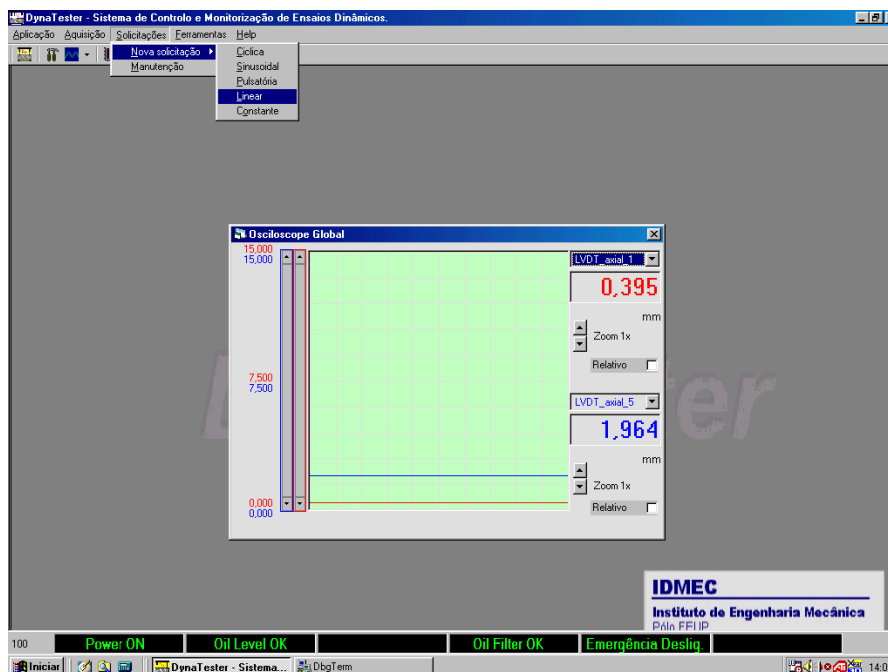 DynaTester - Sistema de Controlo e Monitorização de Ensaios Dinâmicos.
Aplicação Aquisição Solicitações Ferramentas Help
Nova solicitação
Manutenção
Ciclica
Sinusoidal
Pulsatória
Linear
Constante
Osciloscope Global
15,000
15,000
7,500
7,500
0,000
0,000
LVDT_axial_1
0,395
mm
Zoom 1x
Relativo
LVDT_axial_5
1,964
mm
Zoom 1x
Relativo
IDMEC
Instituto de Engenharia Mecânica
Pólo FEUP
100 Power ON Oil Level OK Oil Filter OK Emergência Deslig.
Iniciar DynaTester - Sistema... DbgTerm